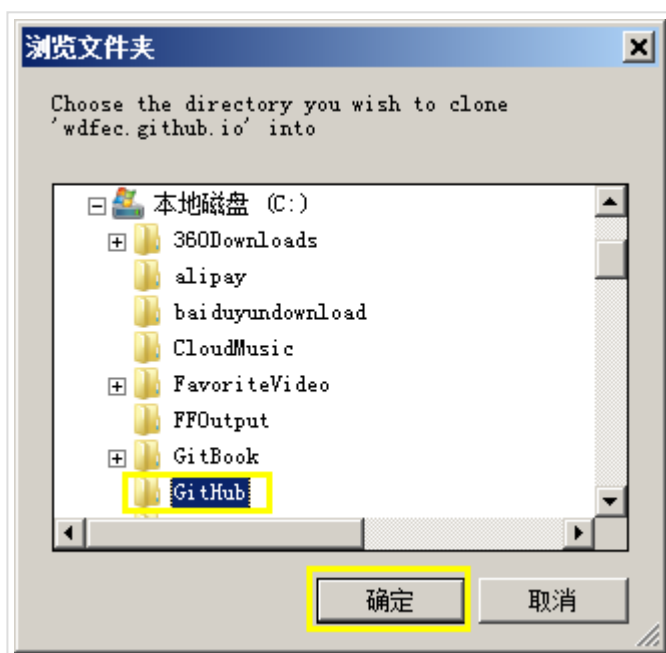 浏览文件夹
Choose the directory you wish to clone
'wdfec.github.io' into
本地磁盘 (C:)
360Downloads
alipay
baiduyundownload
CloudMusic
FavoriteVideo
FFOutput
GitBook
GitHub
确定
取消